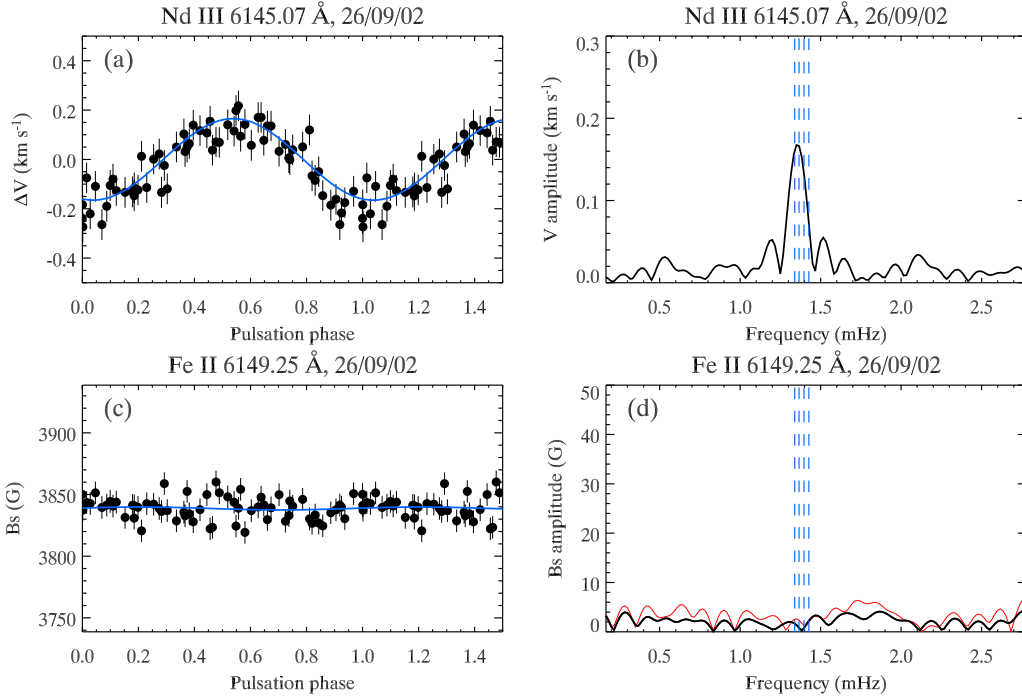 Nd III 6145.07 Å, 26/09/02
(a)
ΔV (km s⁻¹)
0.4
0.2
0.0
-0.2
-0.4
0.0 0.2 0.4 0.6 0.8 1.0 1.2 1.4
Pulsation phase
Nd III 6145.07 Å, 26/09/02
(b)
V amplitude (km s⁻¹)
0.3
0.2
0.1
0.0
0.5 1.0 1.5 2.0 2.5
Frequency (mHz)
Fe II 6149.25 Å, 26/09/02
(c)
Bs (G)
3900
3850
3800
3750
0.0 0.2 0.4 0.6 0.8 1.0 1.2 1.4
Pulsation phase
Fe II 6149.25 Å, 26/09/02
(d)
Bs amplitude (G)
50
40
30
20
10
0
0.5 1.0 1.5 2.0 2.5
Frequency (mHz)